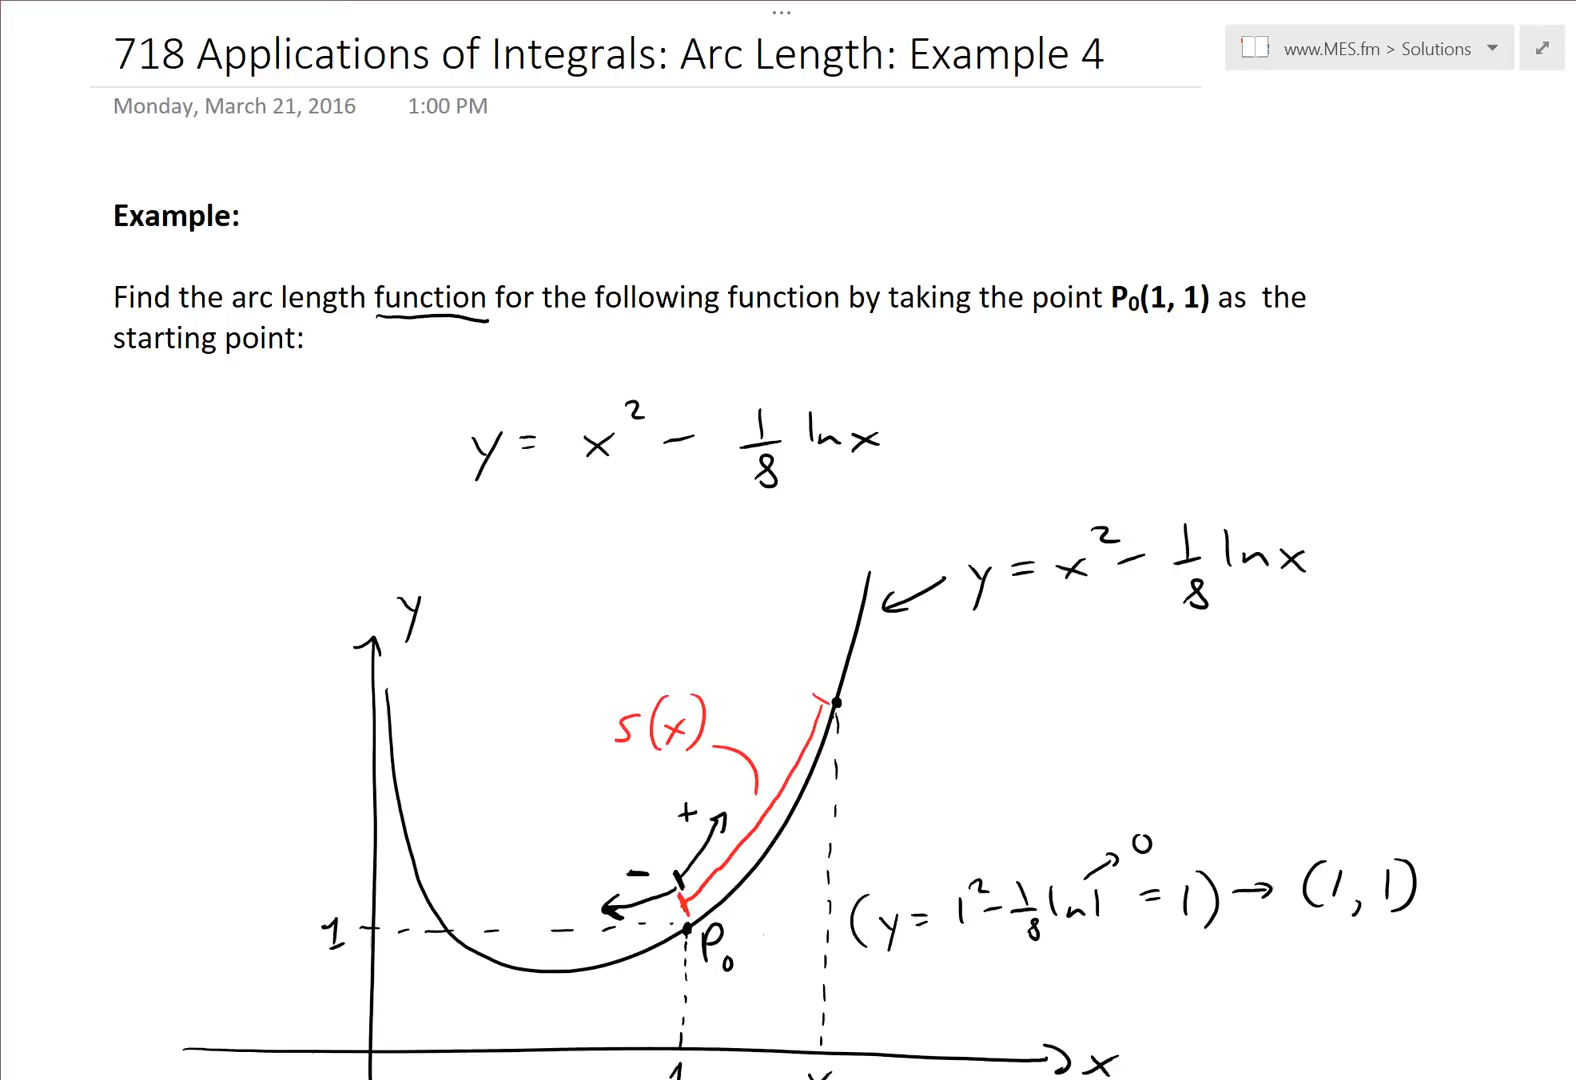 ...
718 Applications of Integrals: Arc Length: Example 4
www.MES.fm > Solutions
Monday, March 21, 2016 1:00 PM
Example:
Find the arc length function for the following function by taking the point P₀(1, 1) as the
starting point:
y = x² - 1/8 ln x
y = x² - 1/8 ln x
y
s(x)
+
-
0
(y = 1² - 1/8 ln 1 = 1) → (1, 1)
1
P₀
x
1
x